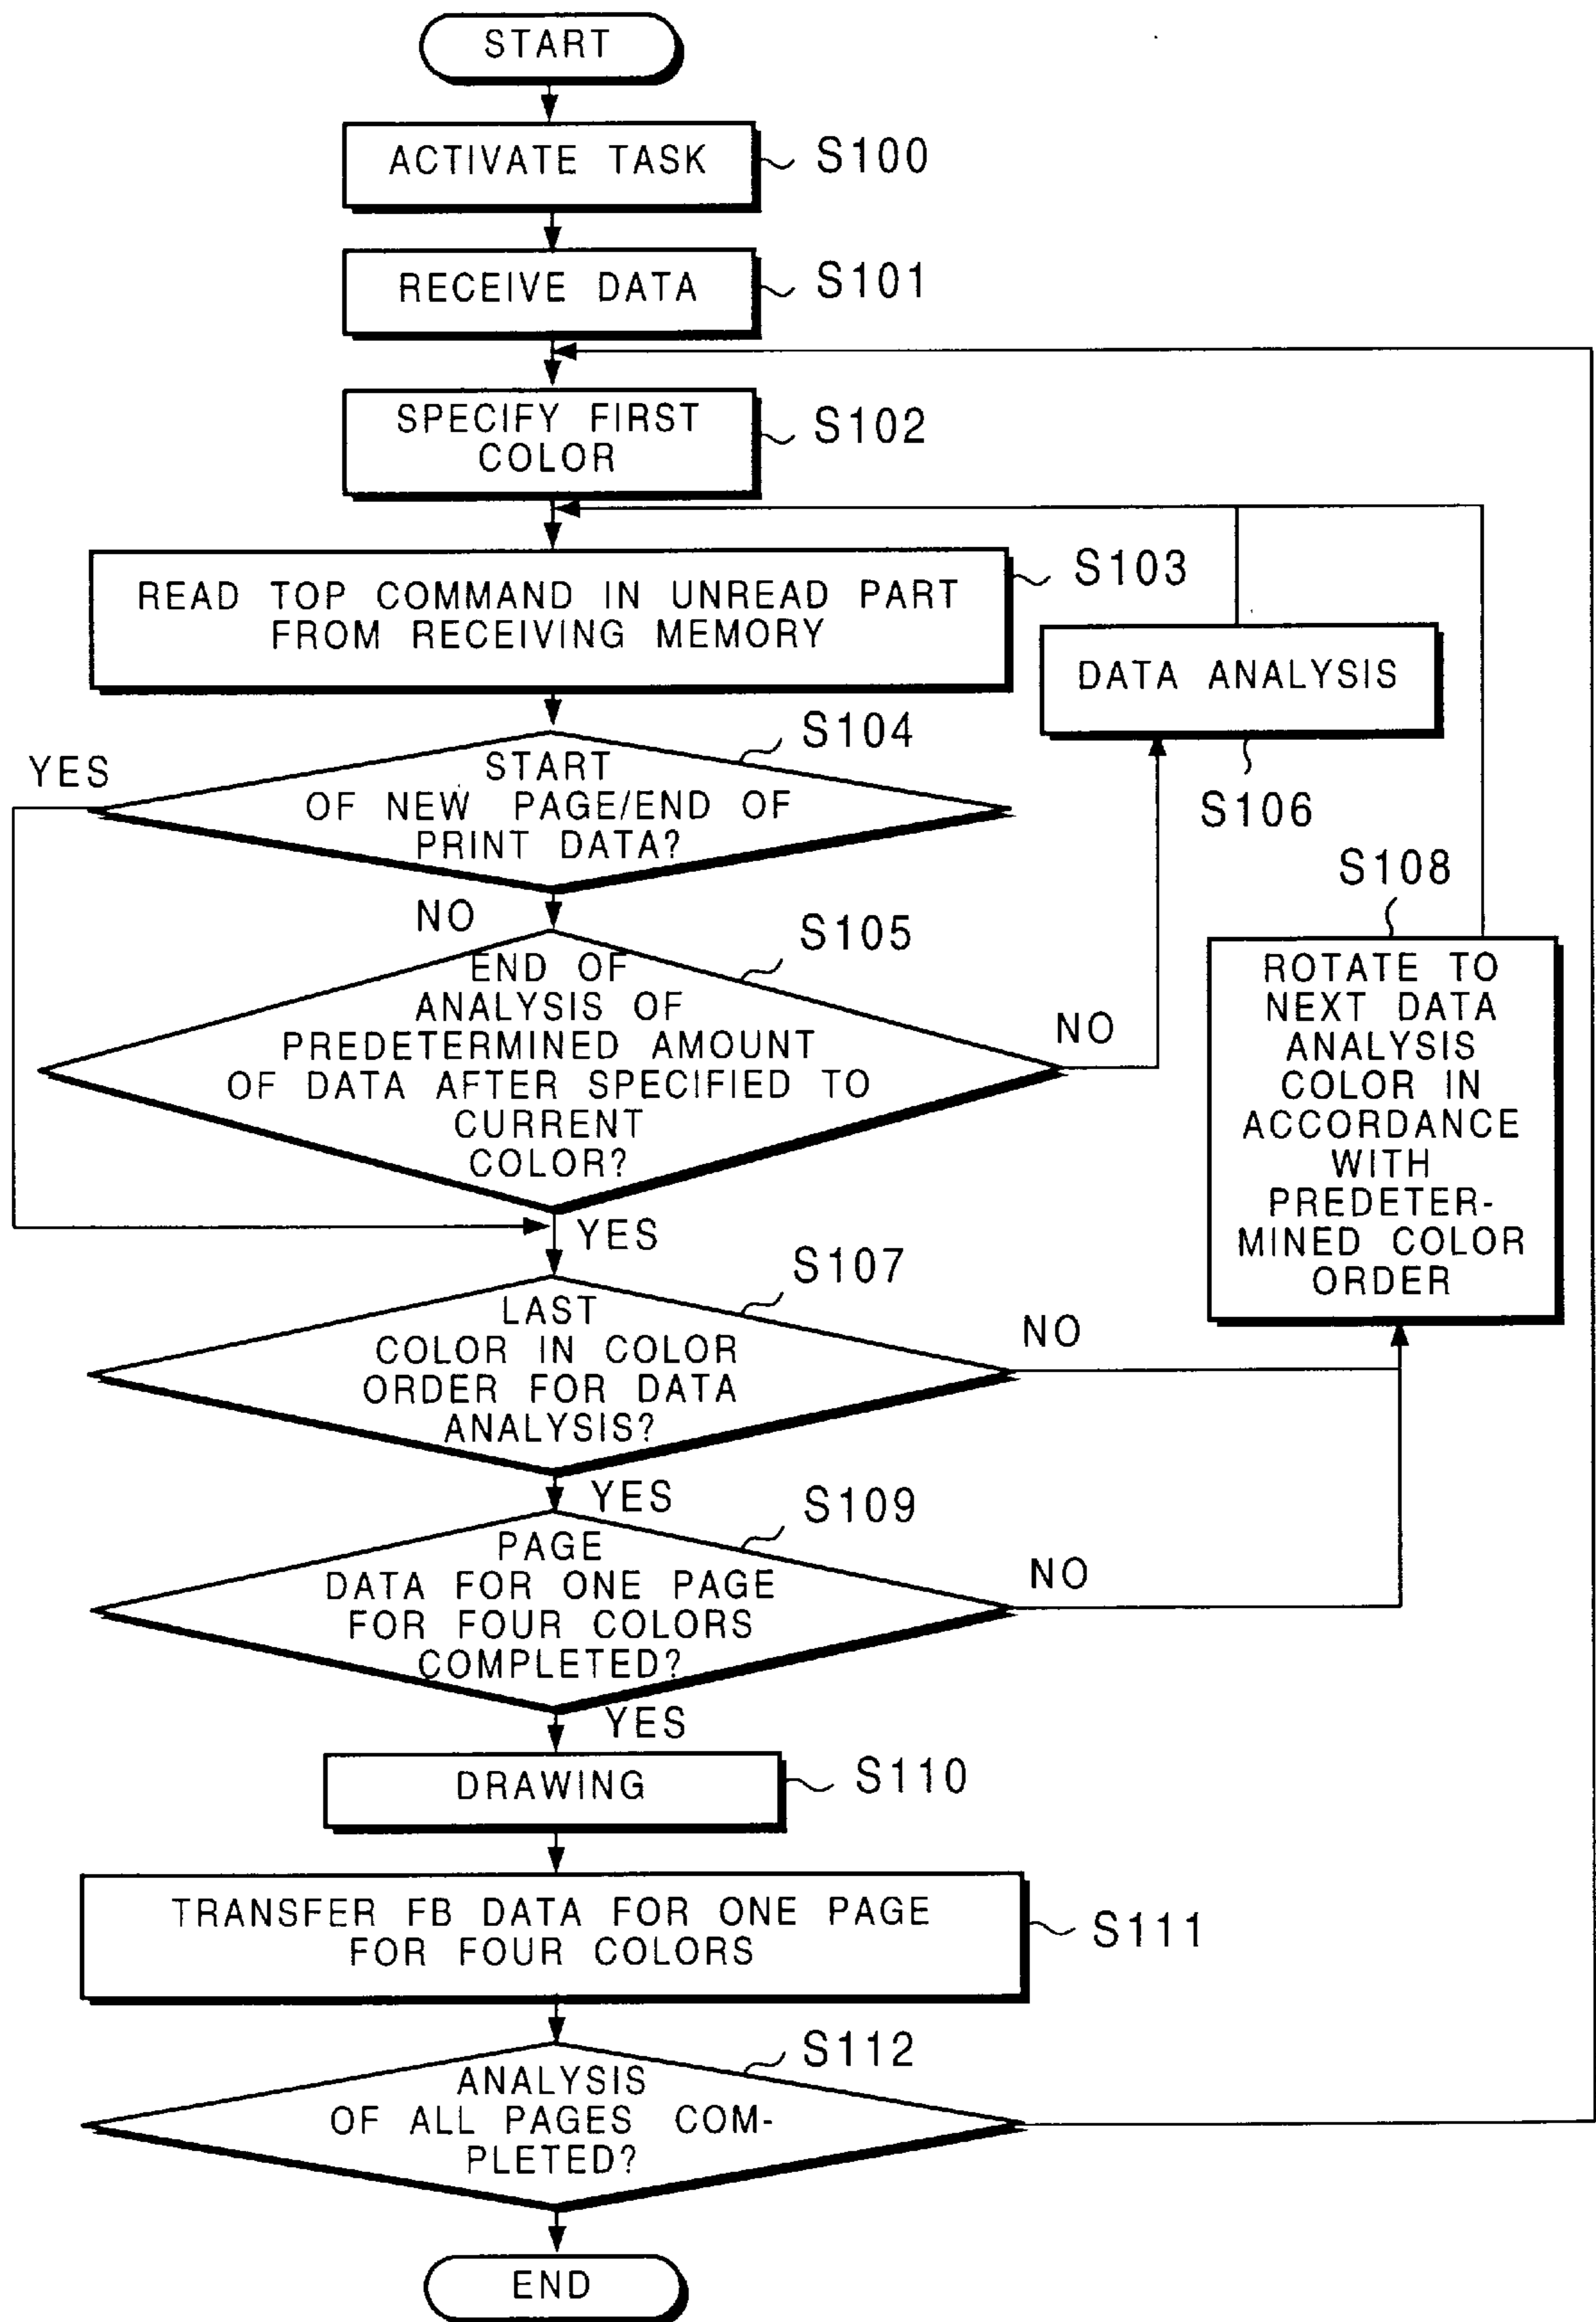 START
ACTIVATE TASK
S100
RECEIVE DATA
S101
SPECIFY FIRST
COLOR
S102
READ TOP COMMAND IN UNREAD PART
FROM RECEIVING MEMORY
S103
DATA ANALYSIS
S106
S104
YES
START
OF NEW PAGE/END OF
PRINT DATA?
NO
S105
END OF
ANALYSIS OF
PREDETERMINED AMOUNT
OF DATA AFTER SPECIFIED TO
CURRENT
COLOR?
NO
YES
S108
ROTATE TO
NEXT DATA
ANALYSIS
COLOR IN
ACCORDANCE
WITH
PREDETER-
MINED COLOR
ORDER
S107
LAST
COLOR IN COLOR
ORDER FOR DATA
ANALYSIS?
NO
YES
S109
PAGE
DATA FOR ONE PAGE
FOR FOUR COLORS
COMPLETED?
NO
YES
DRAWING
S110
TRANSFER FB DATA FOR ONE PAGE
FOR FOUR COLORS
S111
S112
ANALYSIS
OF ALL PAGES COM-
PLETED?
END